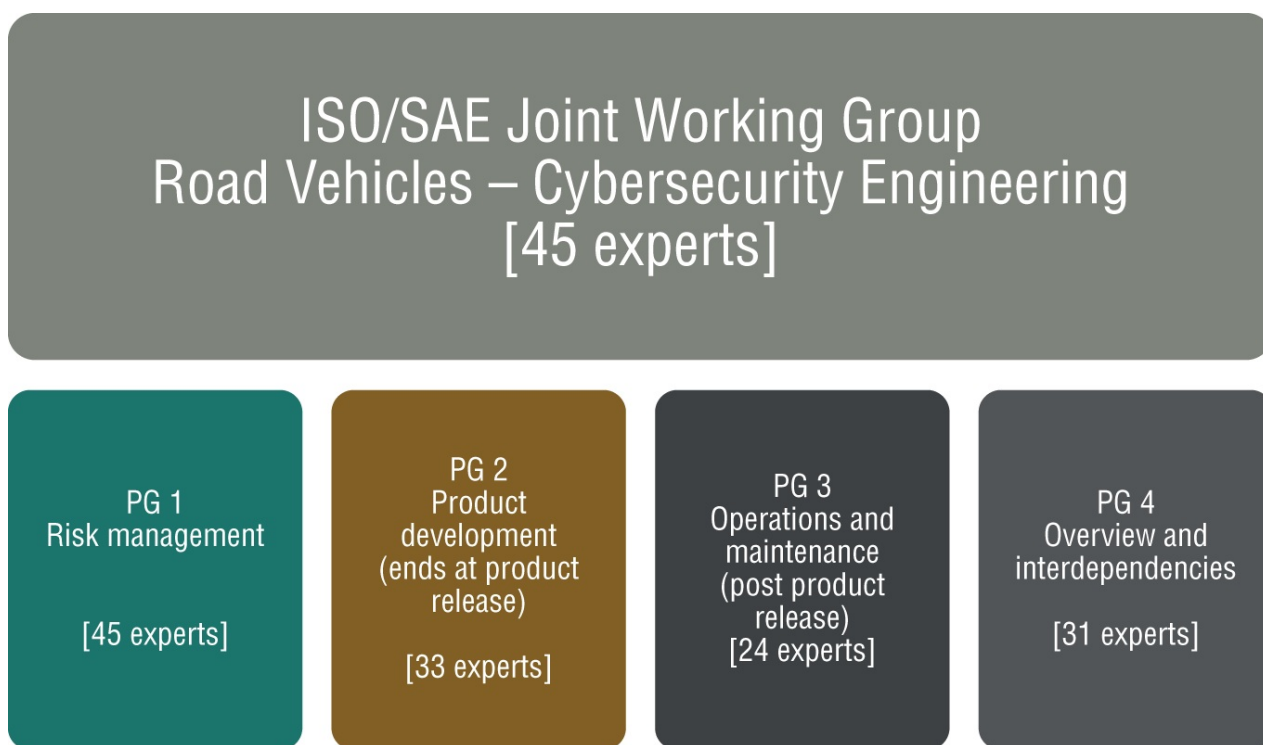 ISO/SAE Joint Working Group
Road Vehicles – Cybersecurity Engineering
[45 experts]
PG 1
Risk management
[45 experts]
PG 2
Product
development
(ends at product
release)
[33 experts]
PG 3
Operations and
maintenance
(post product
release)
[24 experts]
PG 4
Overview and
interdependencies
[31 experts]